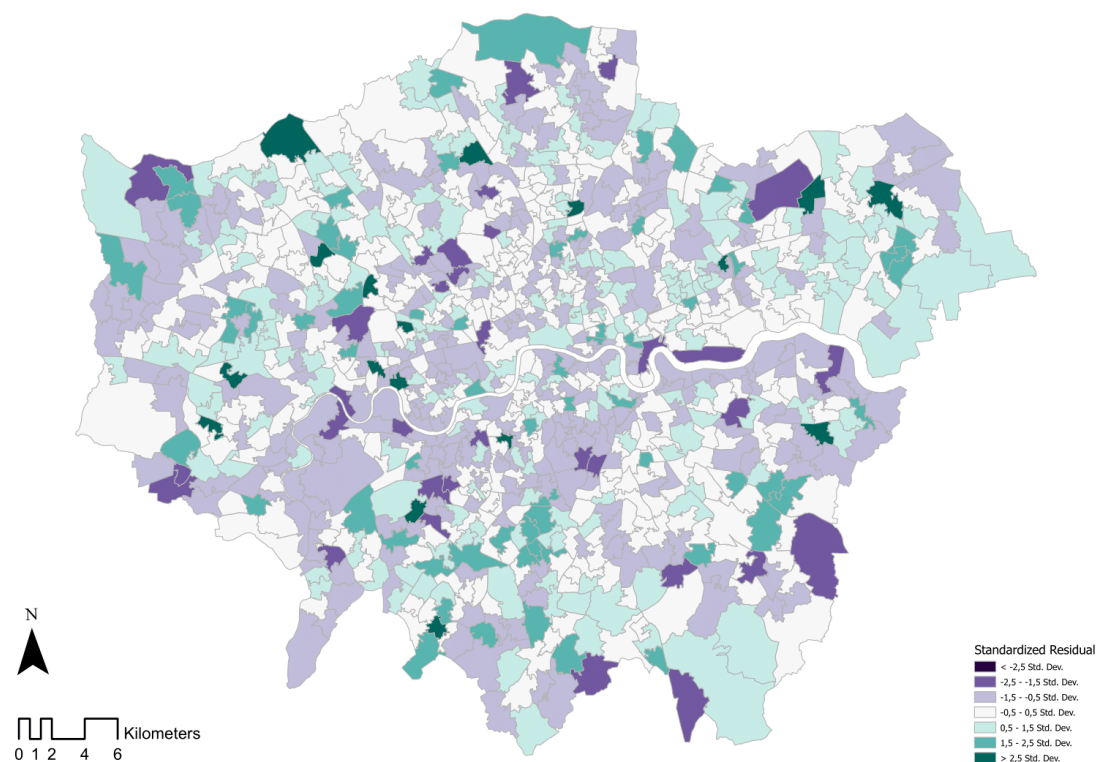 N
Kilometers
0 1 2 4 6
Standardized Residual
< -2,5 Std. Dev.
-2,5 - -1,5 Std. Dev.
-1,5 - -0,5 Std. Dev.
-0,5 - 0,5 Std. Dev.
0,5 - 1,5 Std. Dev.
1,5 - 2,5 Std. Dev.
> 2,5 Std. Dev.